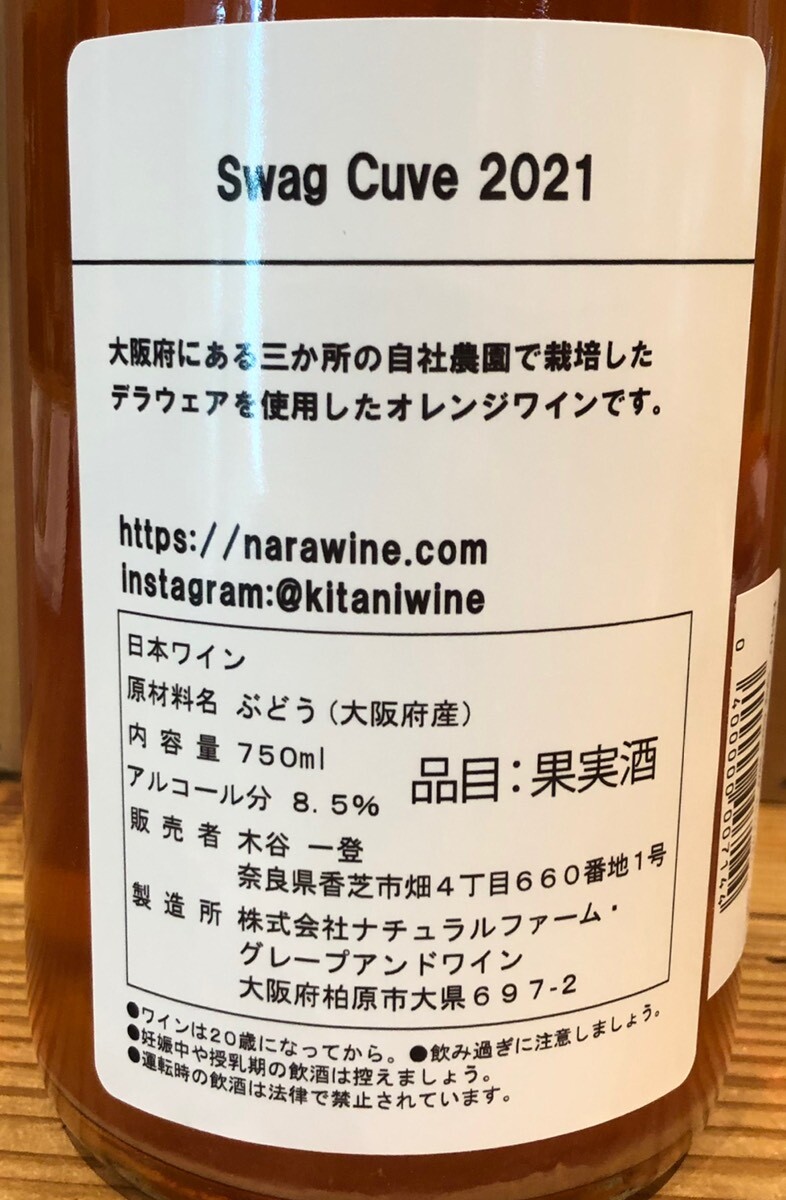 Swag Cuve 2021
大阪府にある三か所の自社農園で栽培した
デラウェアを使用したオレンジワインです。
https://narawine.com
instagram:@kitaniwine
日本ワイン
原材料名 ぶどう(大阪府産)
内容量 750ml
アルコール分 8.5%
品目:果実酒
販売者 木谷 一登
奈良県香芝市畑4丁目660番地1号
製造所 株式会社ナチュラルファーム・
グレープアンドワイン
大阪府柏原市大県697-2
●ワインは20歳になってから。●飲み過ぎに注意しましょう。
●妊娠中や授乳期の飲酒は控えましょう。
●運転時の飲酒は法律で禁止されています。